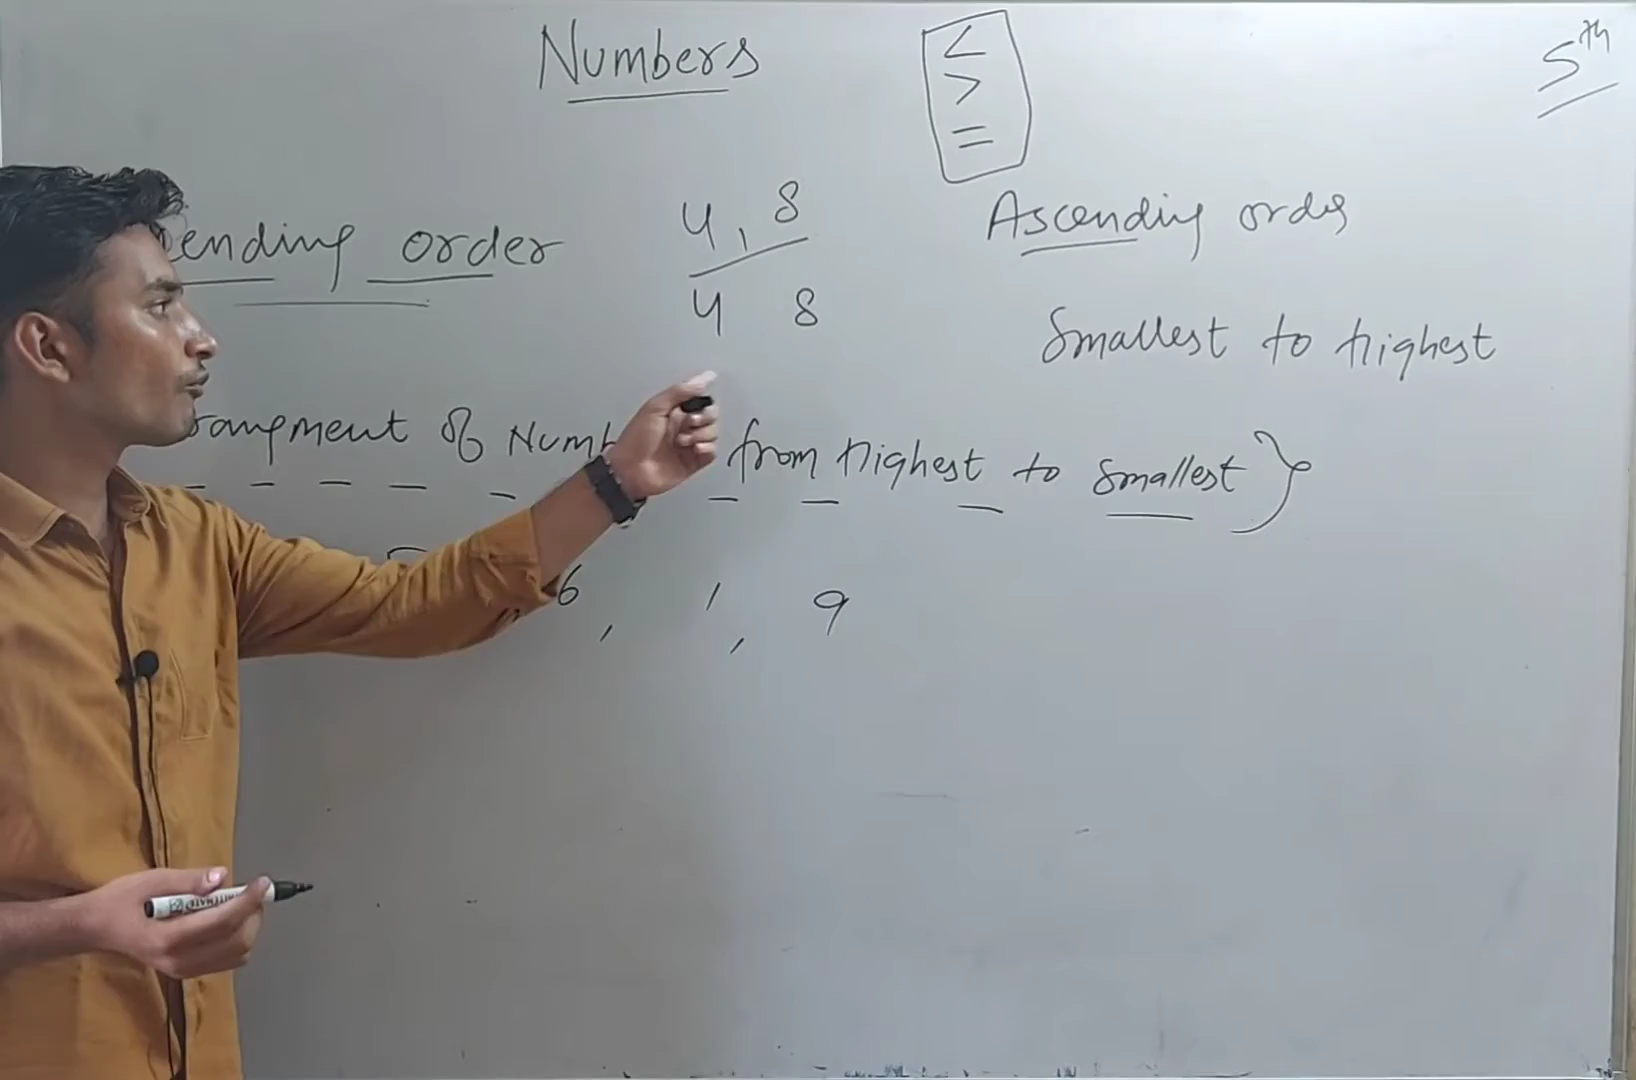 Numbers
<
>
=
5th
4, 8
Ascending order
order
4 8
Smallest to highest
of from highest to smallest }
6, 1, 9